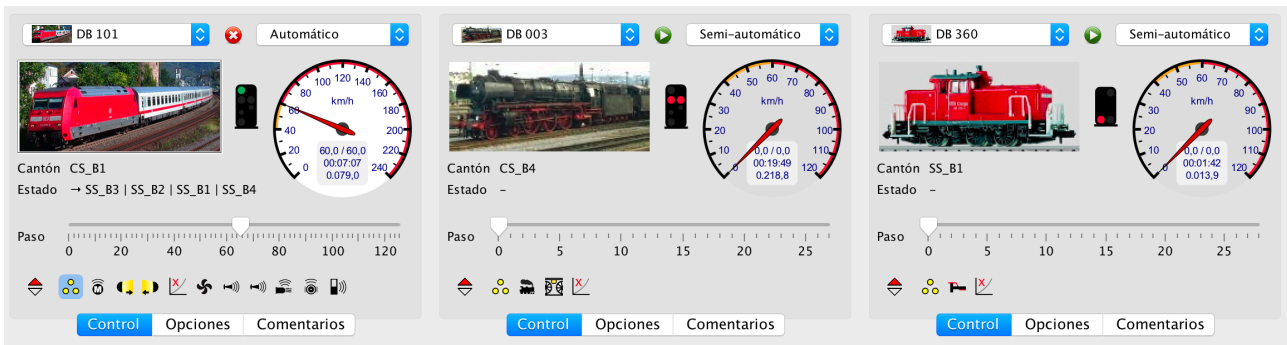 DB 101
Automático
0 20 40 60 80 100 120 140 160 180 200 220 240
km/h
60,0 / 60,0
00:07:07
0.079,0
Cantón CS_B1
Estado → SS_B3 | SS_B2 | SS_B1 | SS_B4
Paso
0 20 40 60 80 100 120
Control Opciones Comentarios
DB 003
Semi-automático
0 10 20 30 40 50 60 70 80 90 100 110 120
km/h
0,0 / 0,0
00:19:49
0.218,8
Cantón CS_B4
Estado –
Paso
0 5 10 15 20 25
Control Opciones Comentarios
DB 360
Semi-automático
0 10 20 30 40 50 60 70 80 90 100 110 120
km/h
0,0 / 0,0
00:01:42
0.013,9
Cantón SS_B1
Estado –
Paso
0 5 10 15 20 25
Control Opciones Comentarios